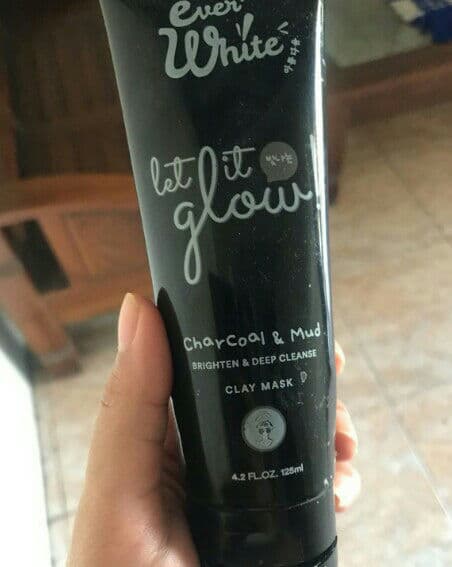 ever
White
let it
glow!
Charcoal & Mud
BRIGHTEN & DEEP CLEANSE
CLAY MASK
4.2 FL.OZ. 125ml